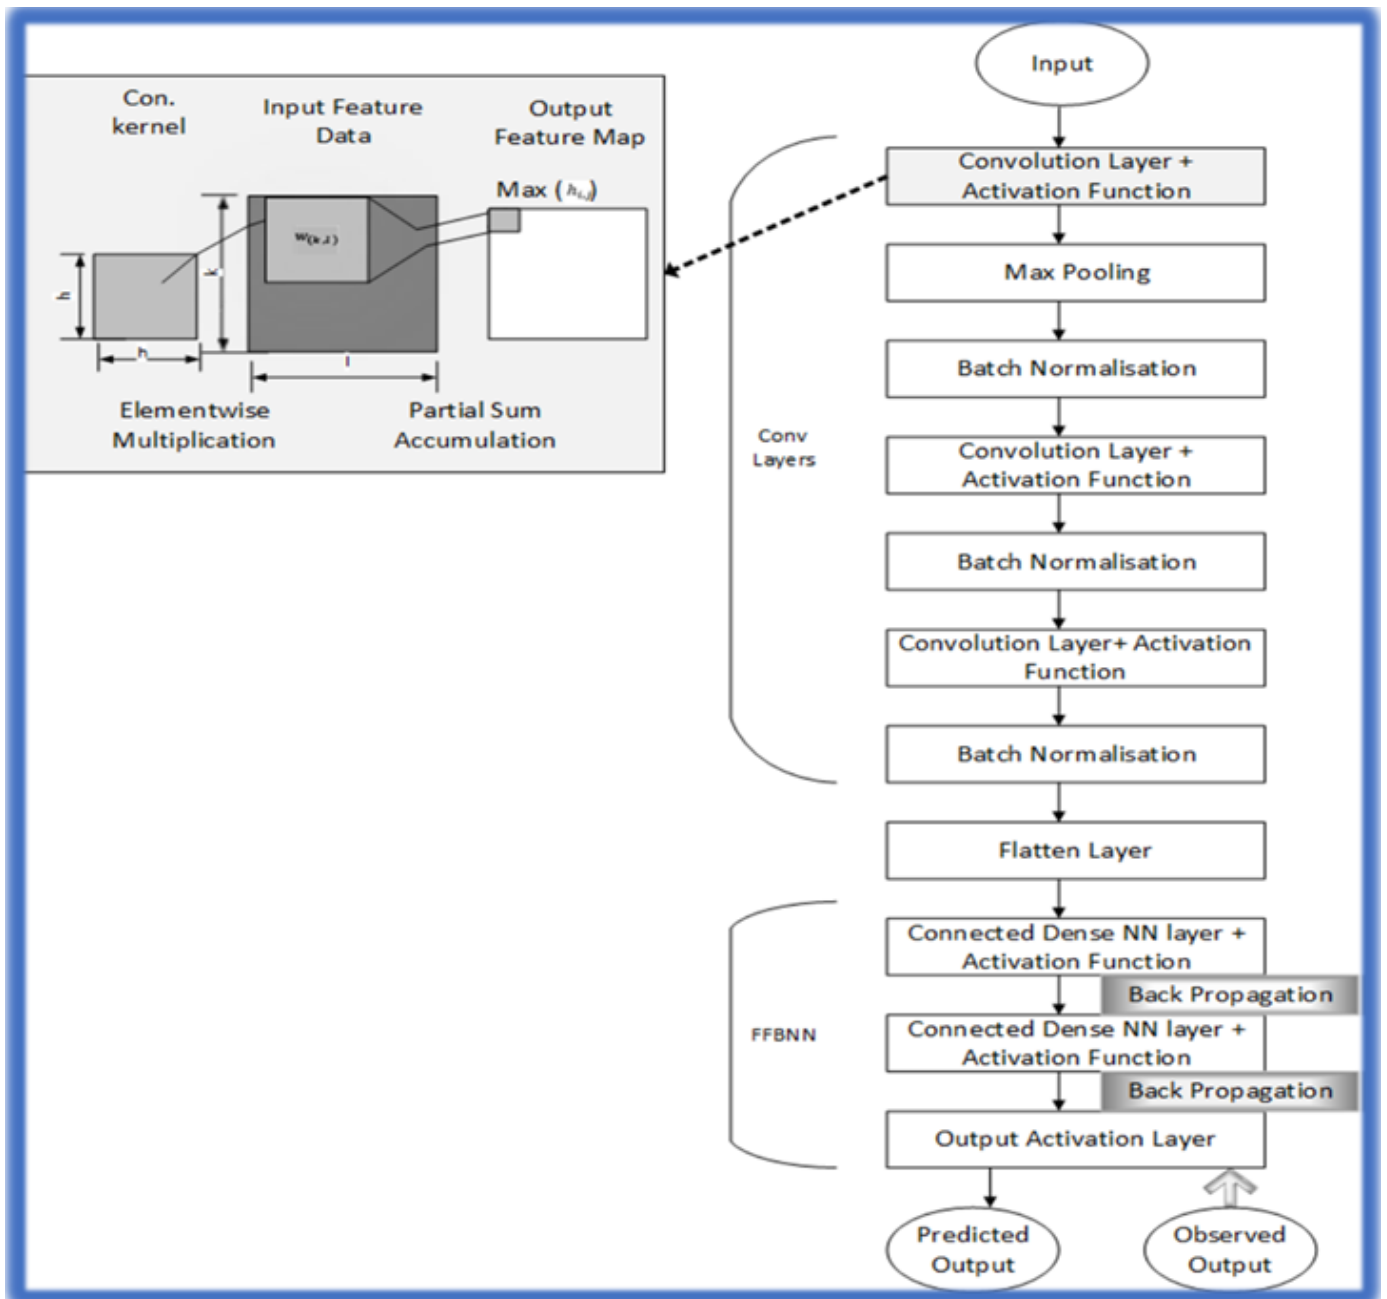 Con.
kernel
Input Feature
Data
Output
Feature Map
Max (h_{i,j})
w_{(k,l)}
h
k
h
l
Elementwise
Multiplication
Partial Sum
Accumulation
Input
Convolution Layer +
Activation Function
Max Pooling
Batch Normalisation
Convolution Layer +
Activation Function
Batch Normalisation
Convolution Layer+ Activation
Function
Batch Normalisation
Conv
Layers
Flatten Layer
Connected Dense NN layer +
Activation Function
Back Propagation
Connected Dense NN layer +
Activation Function
Back Propagation
Output Activation Layer
FFBNN
Predicted
Output
Observed
Output